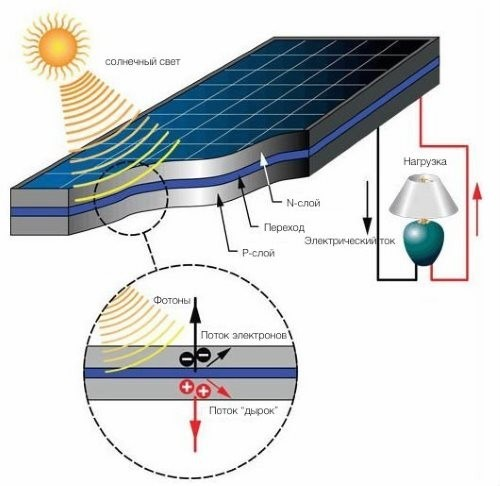 солнечный свет
Нагрузка
N-слой
Переход
Электрический ток
P-слой
Фотоны
Поток электронов
Поток "дырок"